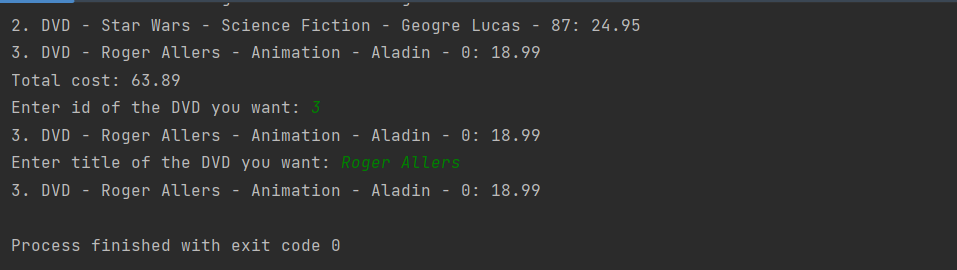 2. DVD - Star Wars - Science Fiction - Geogre Lucas - 87: 24.95
3. DVD - Roger Allers - Animation - Aladin - 0: 18.99
Total cost: 63.89
Enter id of the DVD you want: 3
3. DVD - Roger Allers - Animation - Aladin - 0: 18.99
Enter title of the DVD you want: Roger Allers
3. DVD - Roger Allers - Animation - Aladin - 0: 18.99
Process finished with exit code 0